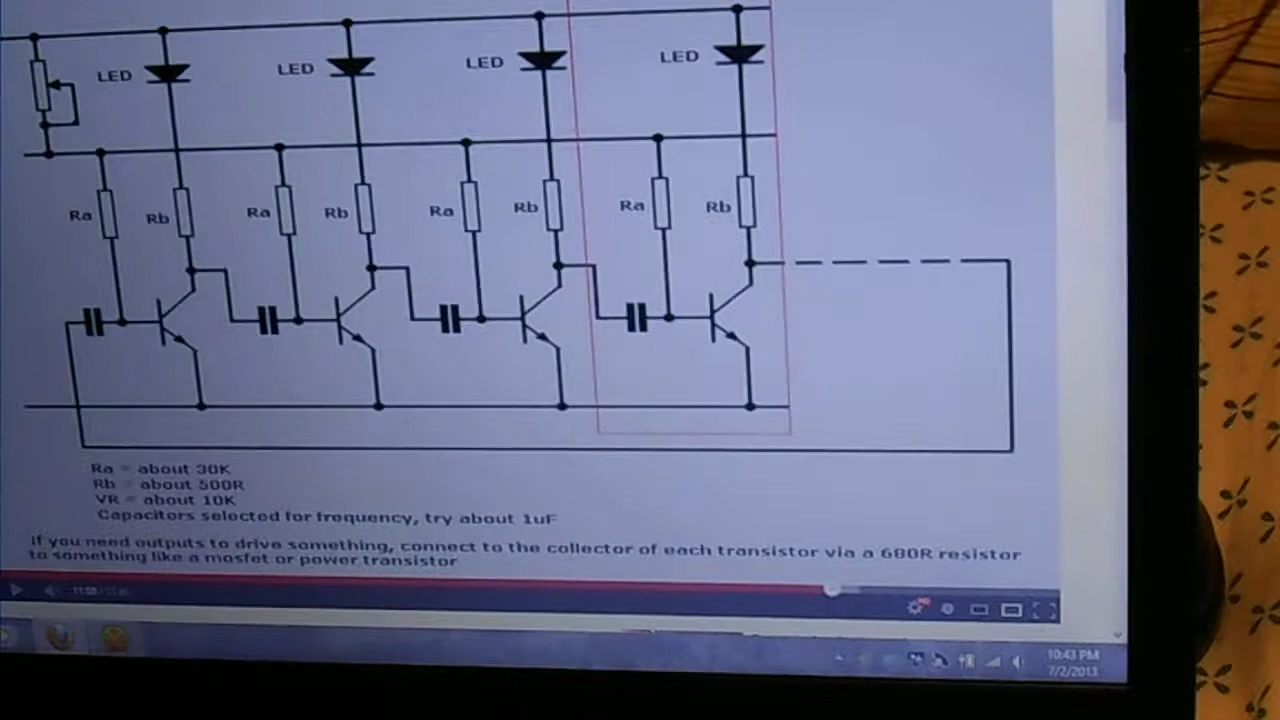 LED LED LED LED
Ra Rb Ra Rb Ra Rb Ra Rb
Ra = about 30K
Rb = about 500R
VR = about 10K
Capacitors selected for frequency, try about 1uF
If you need outputs to drive something, connect to the collector of each transistor via a 680R resistor
to something like a mosfet or power transistor
10:43 PM
7/2/2013